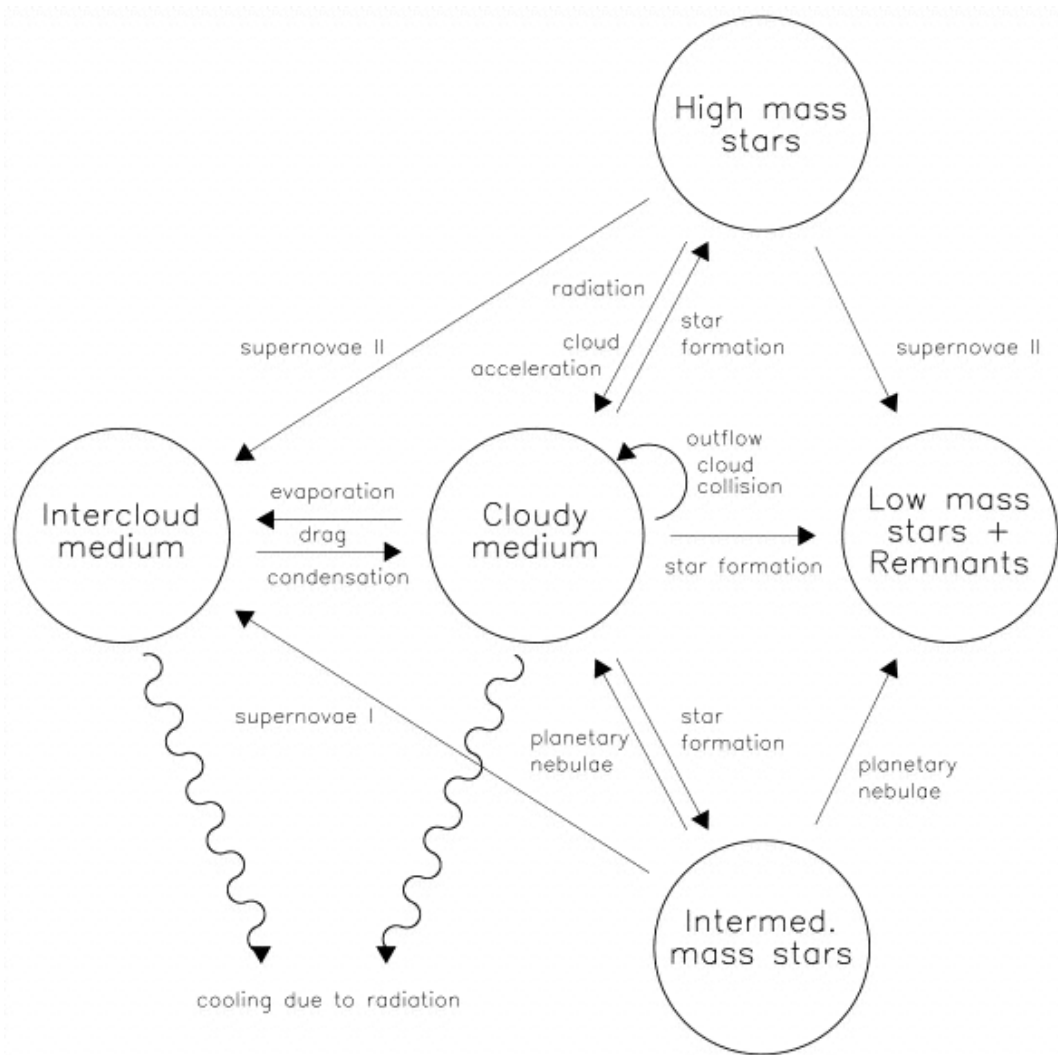 High mass
stars
radiation
cloud
acceleration
star
formation
supernovae II
supernovae II
outflow
cloud
collision
Intercloud
medium
evaporation
drag
condensation
Cloudy
medium
star formation
Low mass
stars +
Remnants
supernovae I
planetary
nebulae
star
formation
planetary
nebulae
Intermed.
mass stars
cooling due to radiation